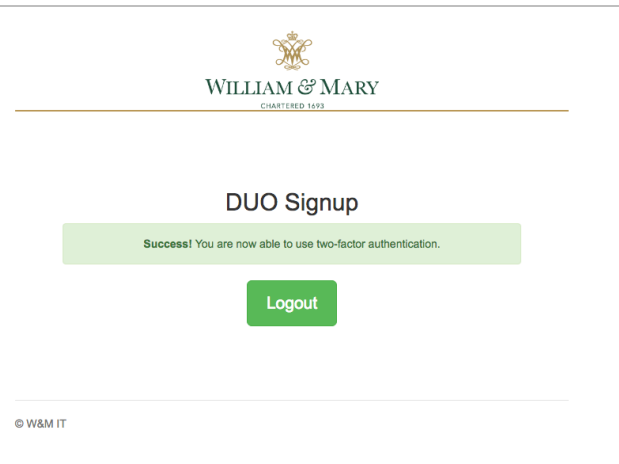 WILLIAM & MARY
CHARTERED 1693
DUO Signup
Success! You are now able to use two-factor authentication.
Logout
© W&M IT